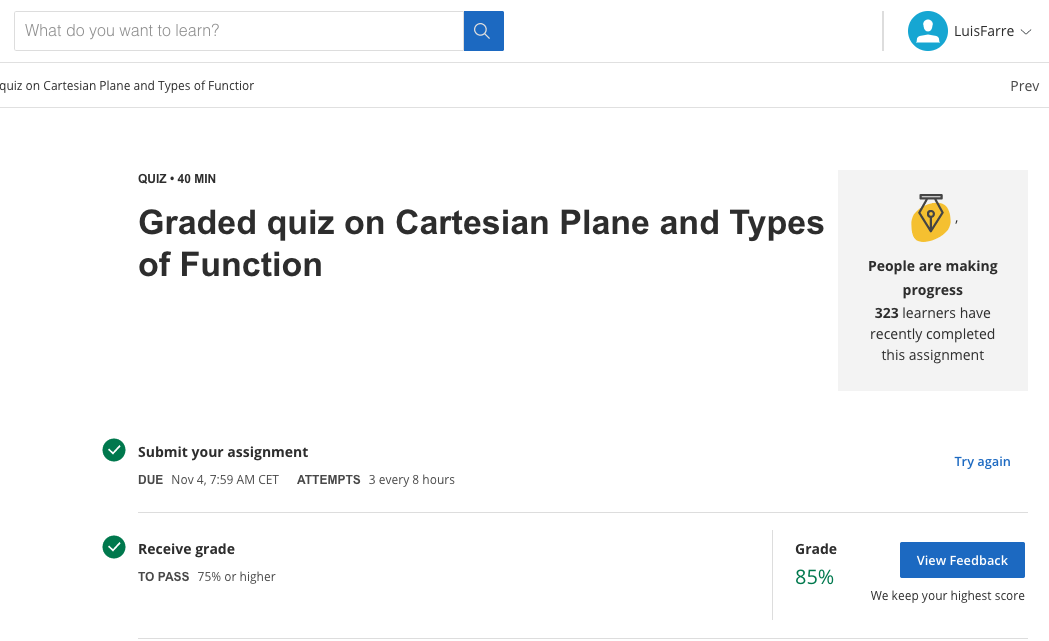 What do you want to learn?
LuisFarre
quiz on Cartesian Plane and Types of Functior
Prev
QUIZ • 40 MIN
Graded quiz on Cartesian Plane and Types
of Function
People are making
progress
323 learners have
recently completed
this assignment
Submit your assignment
DUE Nov 4, 7:59 AM CET ATTEMPTS 3 every 8 hours
Try again
Receive grade
TO PASS 75% or higher
Grade
85%
View Feedback
We keep your highest score